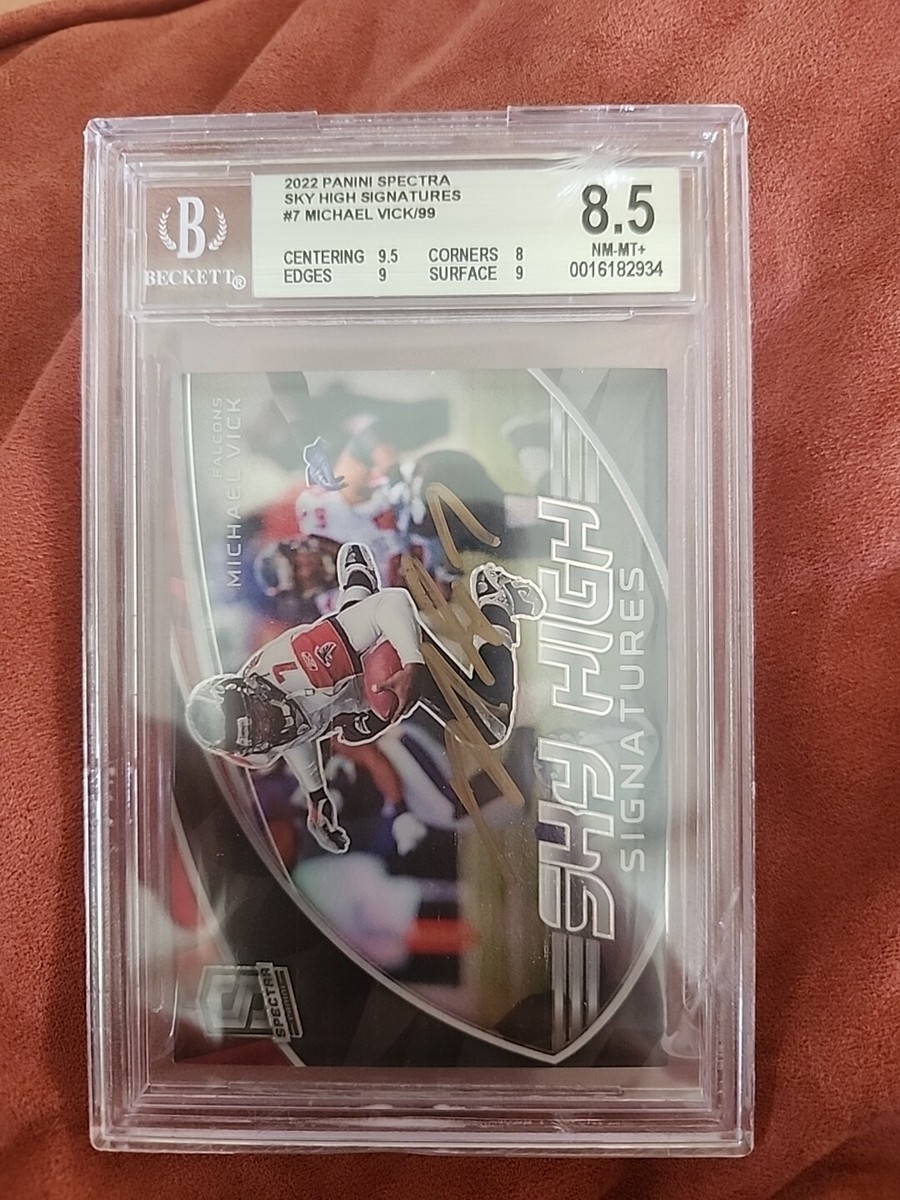 2022 PANINI SPECTRA
SKY HIGH SIGNATURES
#7 MICHAEL VICK/99
CENTERING 9.5 CORNERS 8
EDGES 9 SURFACE 9
8.5
NM-MT+
0016182934
B
BECKETT®
FALCONS
MICHAEL VICK
7
SKY HIGH
SIGNATURES
SPECTRA